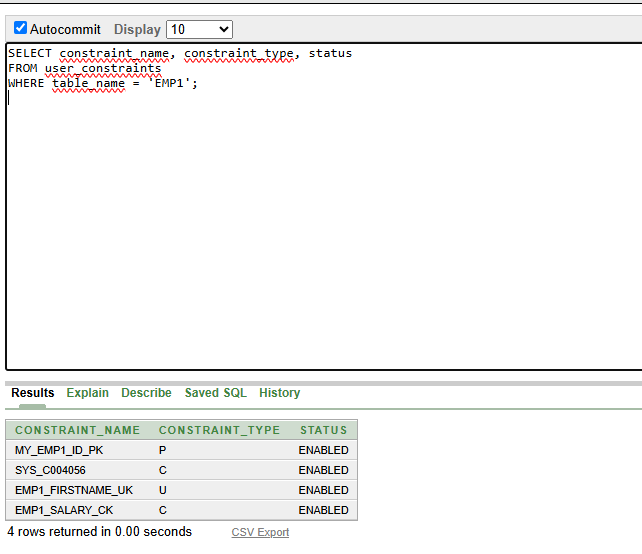 Autocommit Display 10
SELECT constraint_name, constraint_type, status
FROM user_constraints
WHERE table_name = 'EMP1';
Results Explain Describe Saved SQL History
CONSTRAINT_NAME CONSTRAINT_TYPE STATUS
MY_EMP1_ID_PK P ENABLED
SYS_C004056 C ENABLED
EMP1_FIRSTNAME_UK U ENABLED
EMP1_SALARY_CK C ENABLED
4 rows returned in 0.00 seconds CSV Export